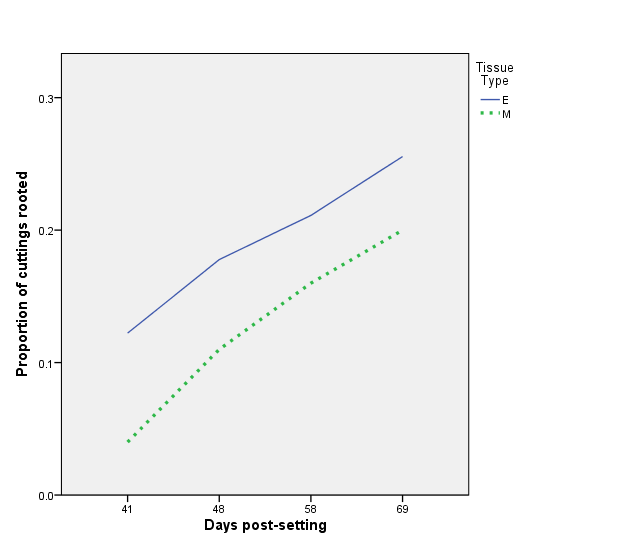 Tissue
Type
E
M
0.3
0.2
0.1
0.0
Proportion of cuttings rooted
41 48 58 69
Days post-setting